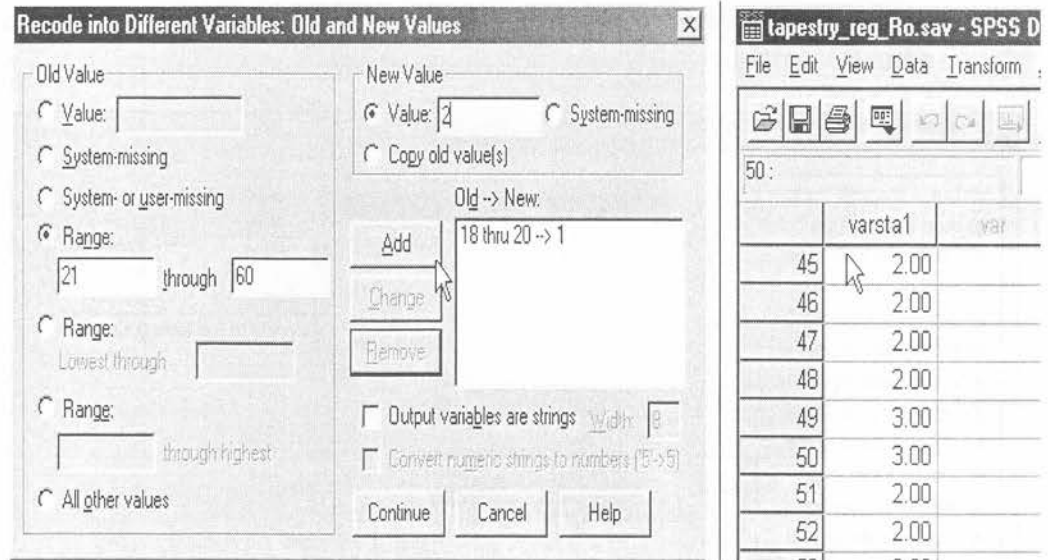 Recode into Different Variables: Old and New Values
X
Old Value
Value:
System-missing
System- or user-missing
Range:
21 through 60
Range:
Lowest through
Range:
through highest
All other values
New Value
Value: 2 System-missing
Copy old value(s)
Old --> New:
Add
Change
Remove
18 thru 20 --> 1
Output variables are strings Width: 8
Convert numeric strings to numbers ('5'->5)
Continue Cancel Help
tapestry_reg_Ro.sav - SPSS D
File Edit View Data Transform
50 :
varsta1 var
45 2.00
46 2.00
47 2.00
48 2.00
49 3.00
50 3.00
51 2.00
52 2.00